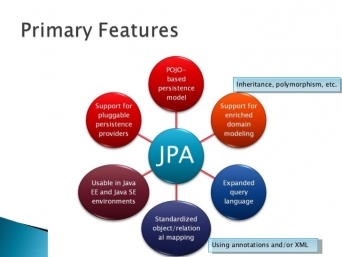 Primary Features
POJO-
based
persistence
model
Inheritance, polymorphism, etc.
Support for
pluggable
persistence
providers
Support for
enriched
domain
modeling
JPA
Usable in Java
EE and Java SE
environments
Expanded
query
language
Standardized
object/relation
al mapping
Using annotations and/or XML